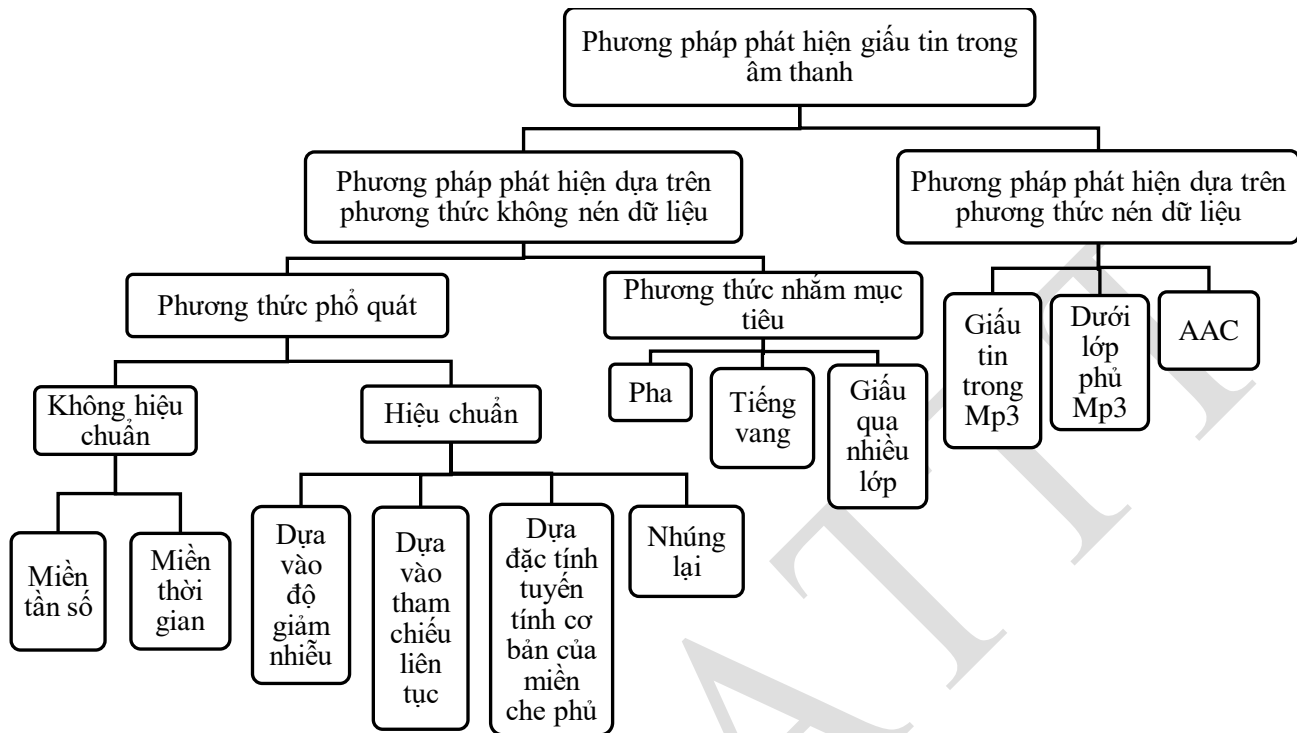 Phương pháp phát hiện giấu tin trong
âm thanh
Phương pháp phát hiện dựa trên
phương thức không nén dữ liệu
Phương pháp phát hiện dựa trên
phương thức nén dữ liệu
Phương thức phổ quát
Phương thức nhắm mục
tiêu
Giấu
tin
trong
Mp3
Dưới
lớp
phủ
Mp3
AAC
Không hiệu
chuẩn
Hiệu chuẩn
Pha
Tiếng
vang
Giấu
qua
nhiều
lớp
Miền
tần số
Miền
thời
gian
Dựa
vào
độ
giảm
nhiễu
Dựa
vào
tham
chiếu
liên
tục
Dựa
đặc tính
tuyến
tính cơ
bản của
miền
che phủ
Nhúng
lại